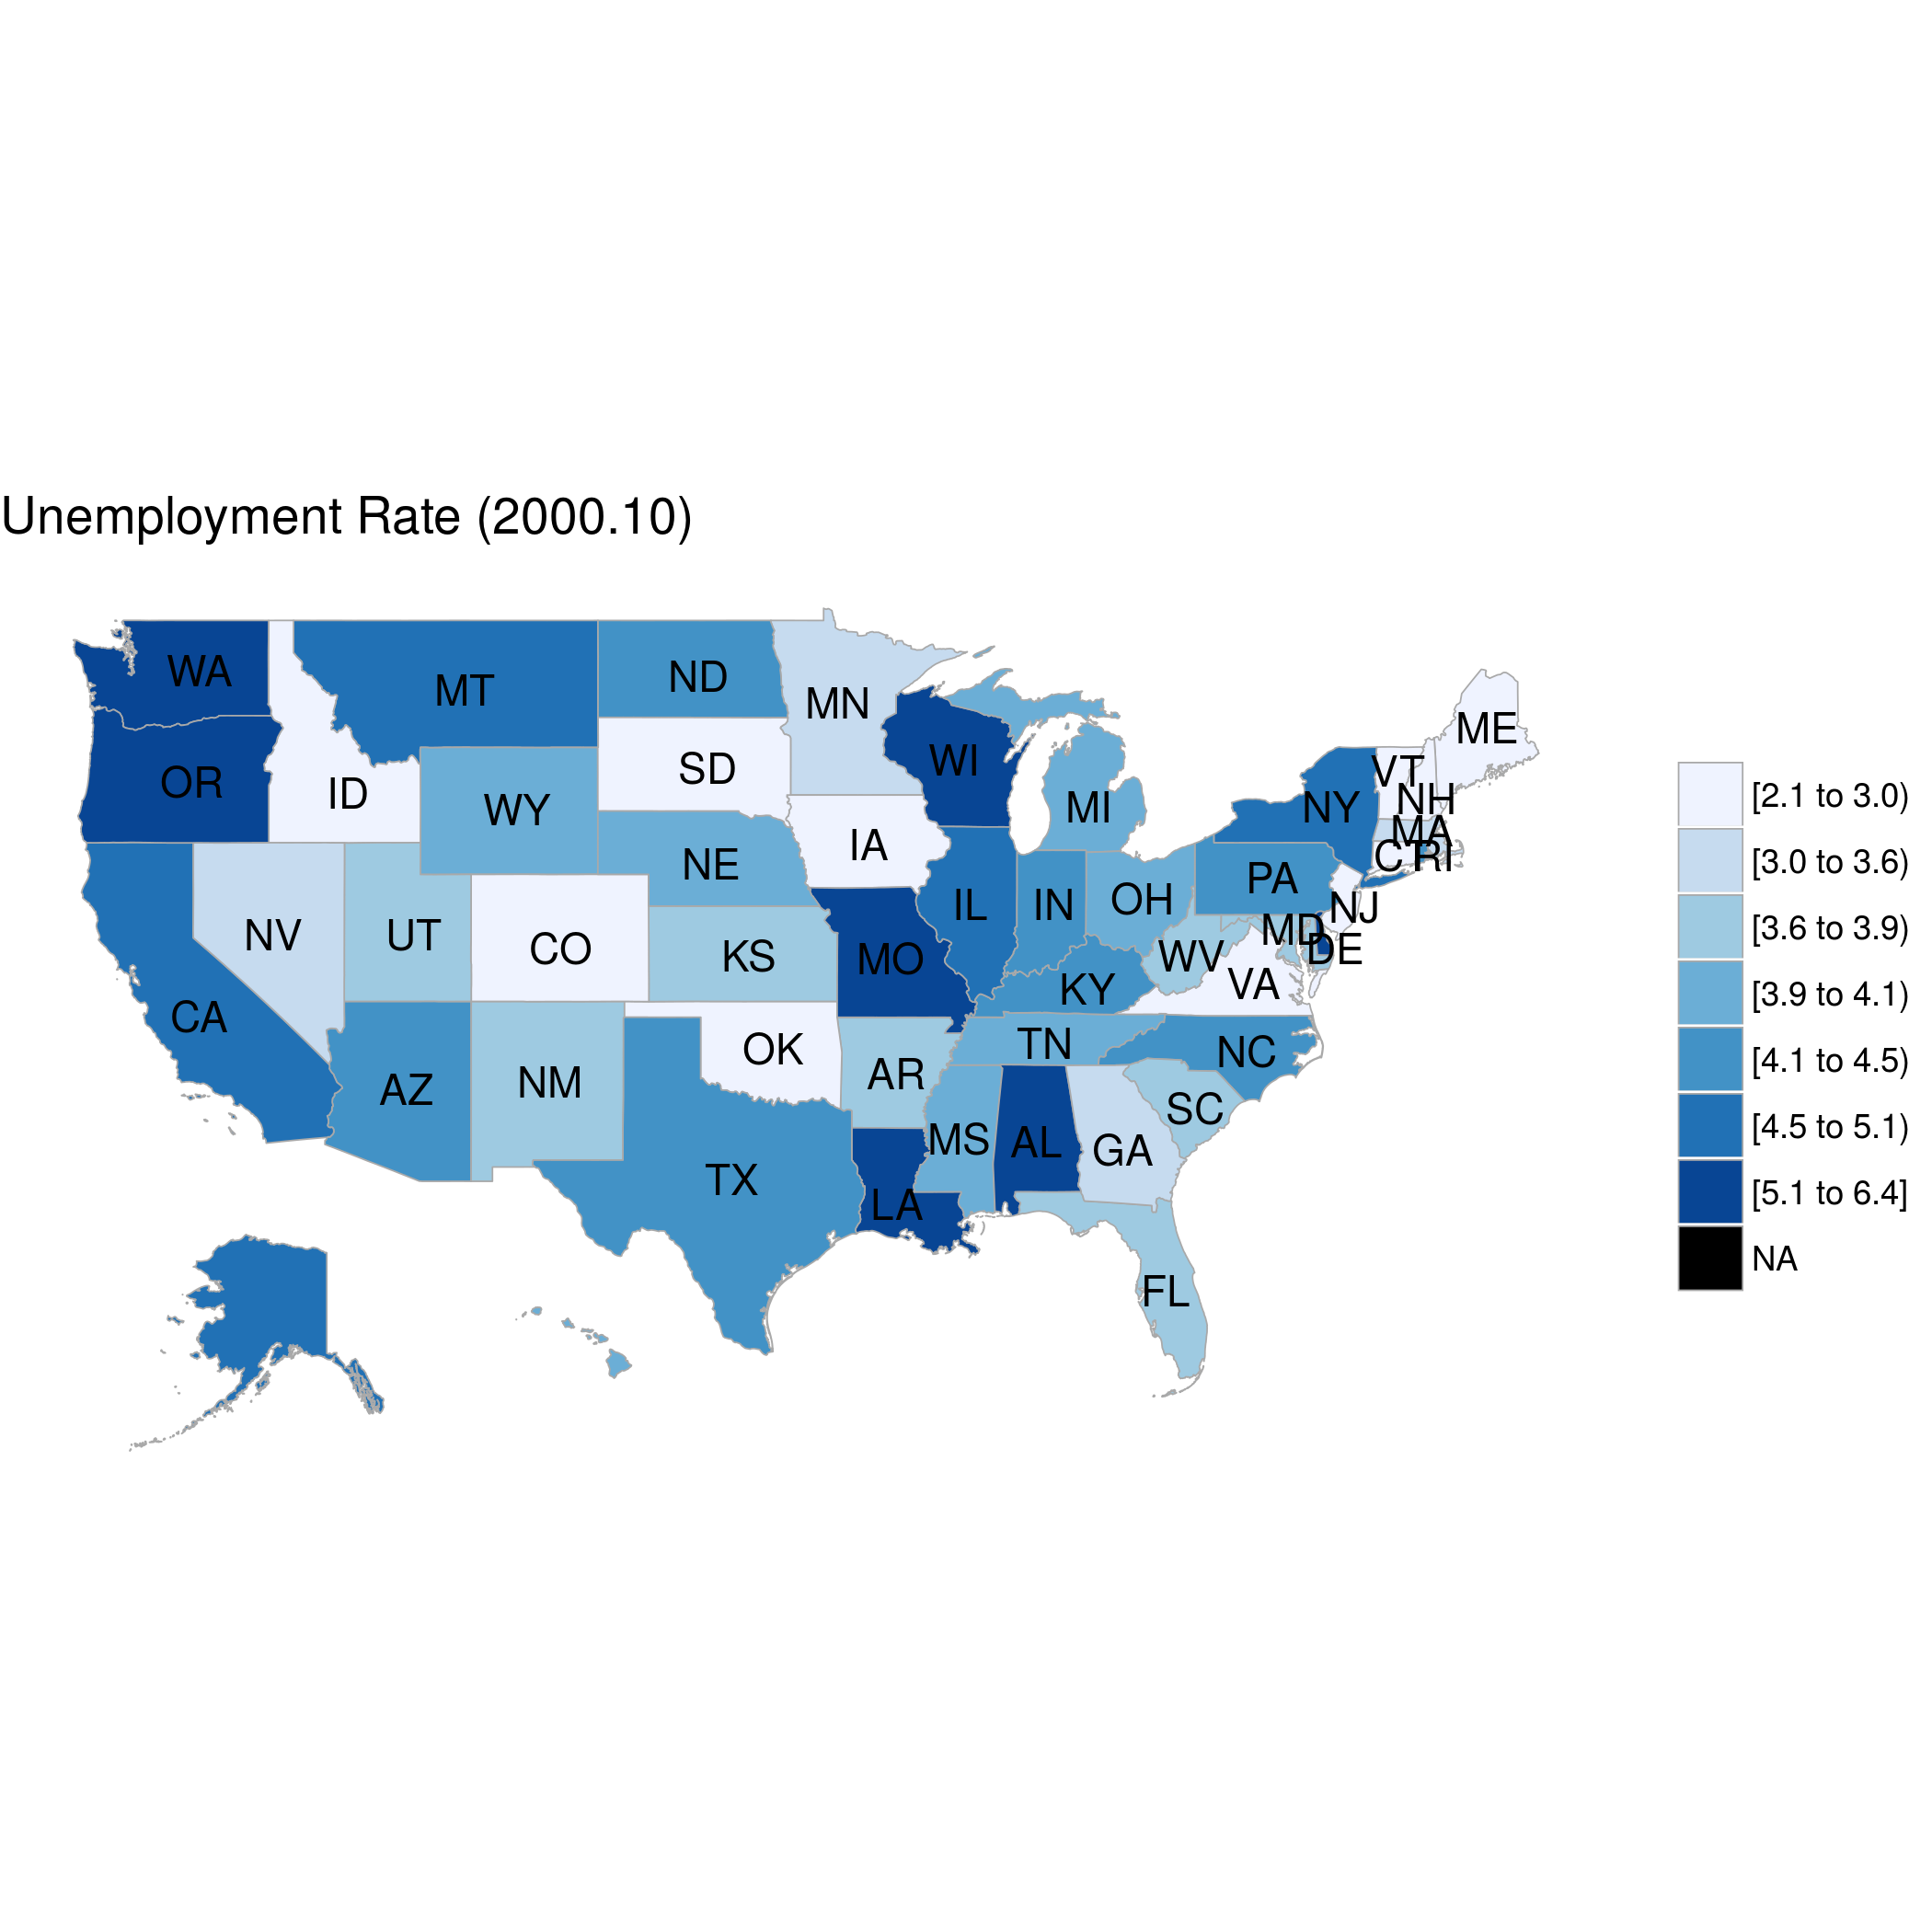 Unemployment Rate (2000.10)
WA
MT
ND
MN
ME
OR
ID
WY
SD
WI
MI
VT
NH
NY
MA
IA
NE
C
RI
PA
OH
IL
IN
NJ
NV
UT
CO
KS
MO
WV
MD
DE
VA
KY
CA
OK
TN
NC
AZ
NM
AR
SC
MS
AL
GA
TX
LA
FL
[2.1 to 3.0)
[3.0 to 3.6)
[3.6 to 3.9)
[3.9 to 4.1)
[4.1 to 4.5)
[4.5 to 5.1)
[5.1 to 6.4]
NA